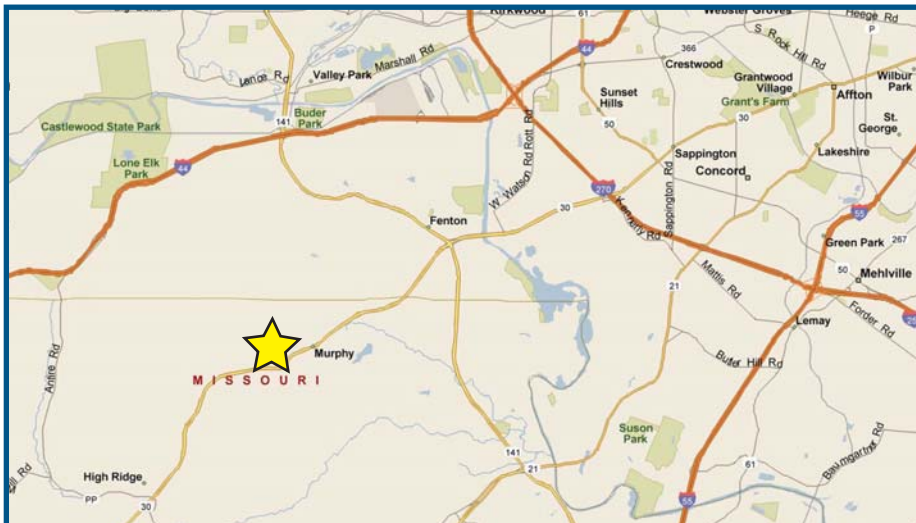 Kirkwood
61
Webster Groves
Heege Rd
P
44
366
Crestwood
S Rock Hill Rd
Marshall Rd
Valley Park
Grantwood
Village
Wilbur
Park
Affton
Sunset
Hills
Grant's Farm
141
Buder
Park
Castlewood State Park
50
30
St.
George
Rott Rd
W Watson Rd
Lone Elk
Park
44
Sappington
Lakeshire
Concord
Sappington Rd
270
Kennerly Rd
30
Fenton
55
267
Green Park
50
Mehlville
Mattis Rd
21
Forder Rd
Lemay
Antire Rd
Murphy
MISSOURI
Butler Hill Rd
Suson
Park
141
21
61
Baumgartner Rd
High Ridge
PP
30
55